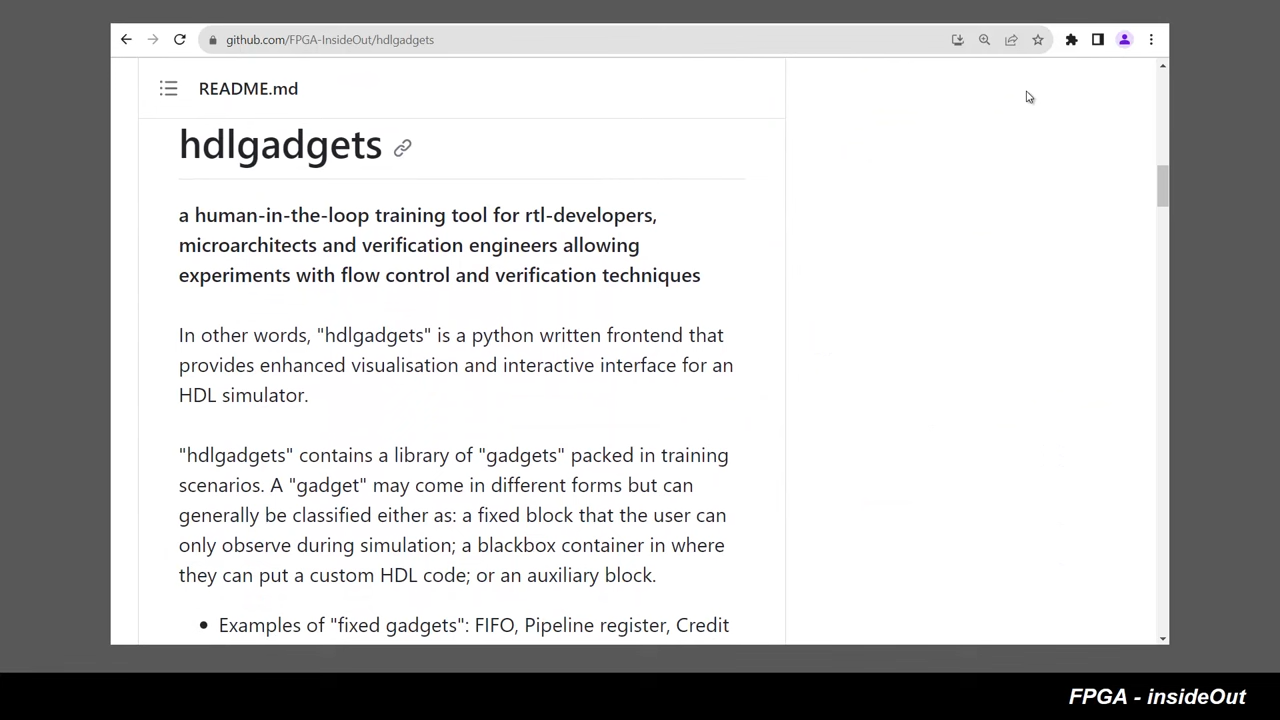 github.com/FPGA-InsideOut/hdlgadgets
README.md
hdlgadgets
a human-in-the-loop training tool for rtl-developers,
microarchitects and verification engineers allowing
experiments with flow control and verification techniques
In other words, "hdlgadgets" is a python written frontend that
provides enhanced visualisation and interactive interface for an
HDL simulator.
"hdlgadgets" contains a library of "gadgets" packed in training
scenarios. A "gadget" may come in different forms but can
generally be classified either as: a fixed block that the user can
only observe during simulation; a blackbox container in where
they can put a custom HDL code; or an auxiliary block.
• Examples of "fixed gadgets": FIFO, Pipeline register, Credit
FPGA - insideOut